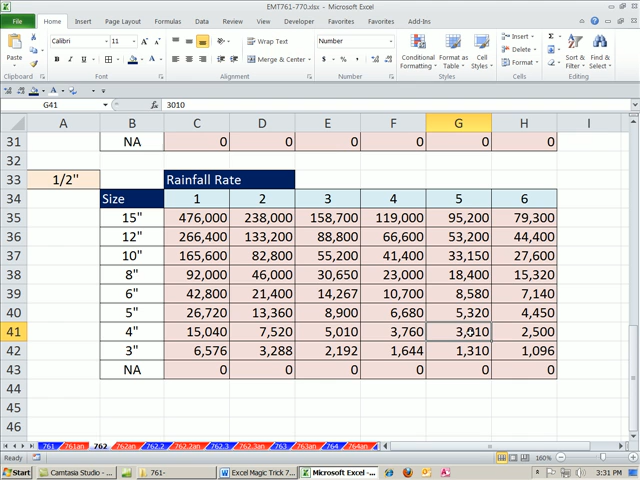 EMT761-770.xlsx - Microsoft Excel
File Home Insert Page Layout Formulas Data Review View Developer Favorites Favorites Add-Ins
Calibri 11 Wrap Text Number Insert
Paste Merge & Center Conditional Formatting Format as Table Cell Styles Delete
Format
Clipboard Font Alignment Number Styles Cells Editing
G41 3010
A B C D E F G H I
31 NA 0 0 0 0 0 0
32
33 1/2" Rainfall Rate
34 Size 1 2 3 4 5 6
35 15" 476,000 238,000 158,700 119,000 95,200 79,300
36 12" 266,400 133,200 88,800 66,600 53,200 44,400
37 10" 165,600 82,800 55,200 41,400 33,150 27,600
38 8" 92,000 46,000 30,650 23,000 18,400 15,320
39 6" 42,800 21,400 14,267 10,700 8,580 7,140
40 5" 26,720 13,360 8,900 6,680 5,320 4,450
41 4" 15,040 7,520 5,010 3,760 3,010 2,500
42 3" 6,576 3,288 2,192 1,644 1,310 1,096
43 NA 0 0 0 0 0 0
44
45
46
761 761an 762 762an 762.2 762.2an 762.3an 763 763an 764 764an
160%
Start Camtasia Studio - ... 761- Excel Magic Trick 7... Microsoft Excel -... 3:31 PM